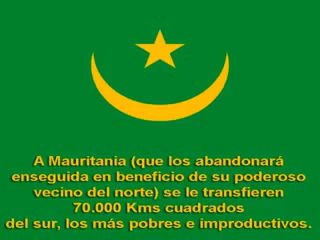 A Mauritania (que los abandonará
enseguida en beneficio de su poderoso
vecino del norte) se le transfieren
70.000 Kms cuadrados
del sur, los más pobres e improductivos.